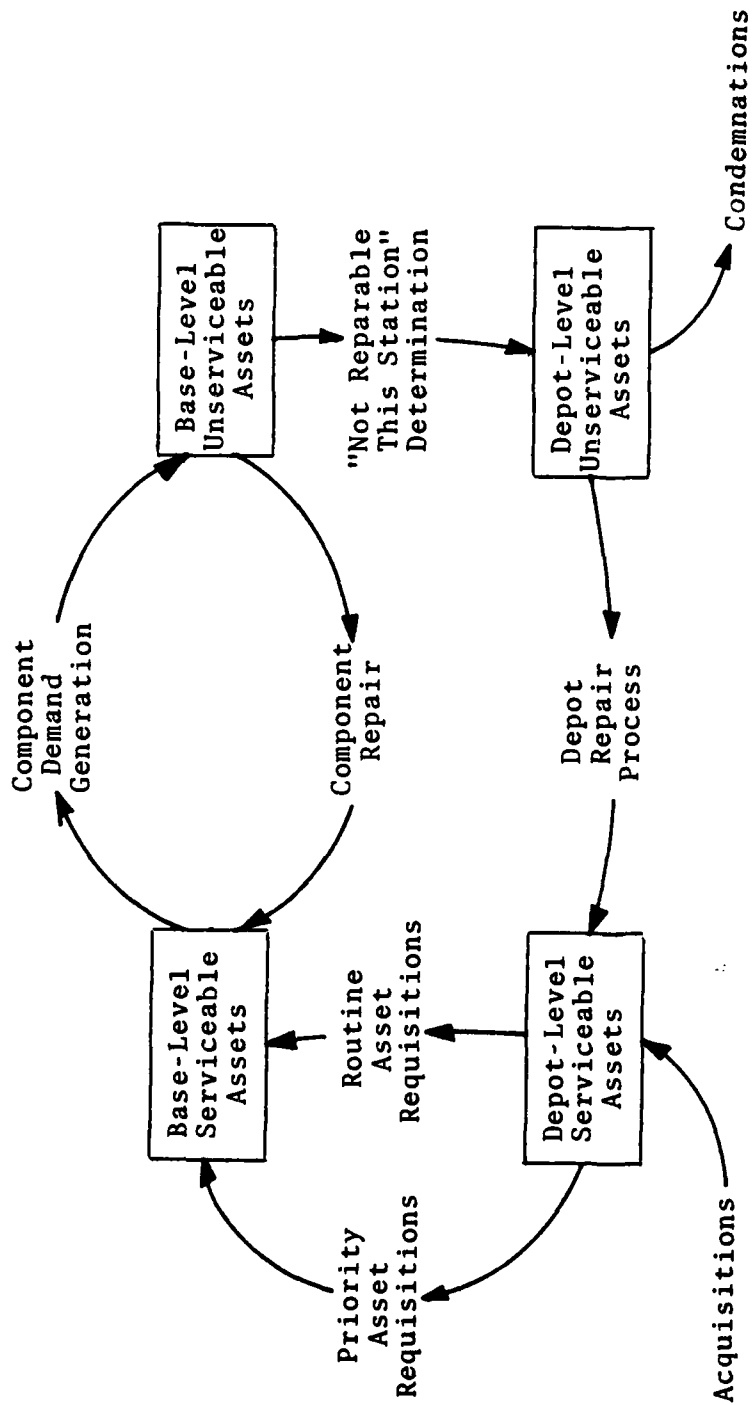 Component
Demand
Generation
Base-Level
Serviceable
Assets
Base-Level
Unserviceable
Assets
Component
Repair
Priority
Asset
Requisitions
Routine
Asset
Requisitions
"Not Reparable
This Station"
Determination
Depot-Level
Serviceable
Assets
Depot
Repair
Process
Depot-Level
Unserviceable
Assets
Acquisitions
Condemnations